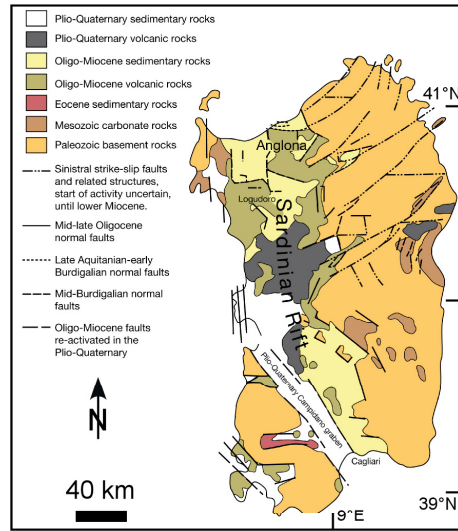 Plio-Quaternary sedimentary rocks
Plio-Quaternary volcanic rocks
Oligo-Miocene sedimentary rocks
Oligo-Miocene volcanic rocks
Eocene sedimentary rocks
Mesozoic carbonate rocks
Paleozoic basement rocks
Sinistral strike-slip faults
and related structures,
start of activity uncertain,
until lower Miocene.
Mid-late Oligocene
normal faults
Late Aquitanian-early
Burdigalian normal faults
Mid-Burdigalian normal
faults
Oligo-Miocene faults
re-activated in the
Plio-Quaternary
N
40 km
41°N
Anglona
Logudoro
Sardinian Rift
Plio-Quaternary Campidano graban
Cagliari
39°N
9^E